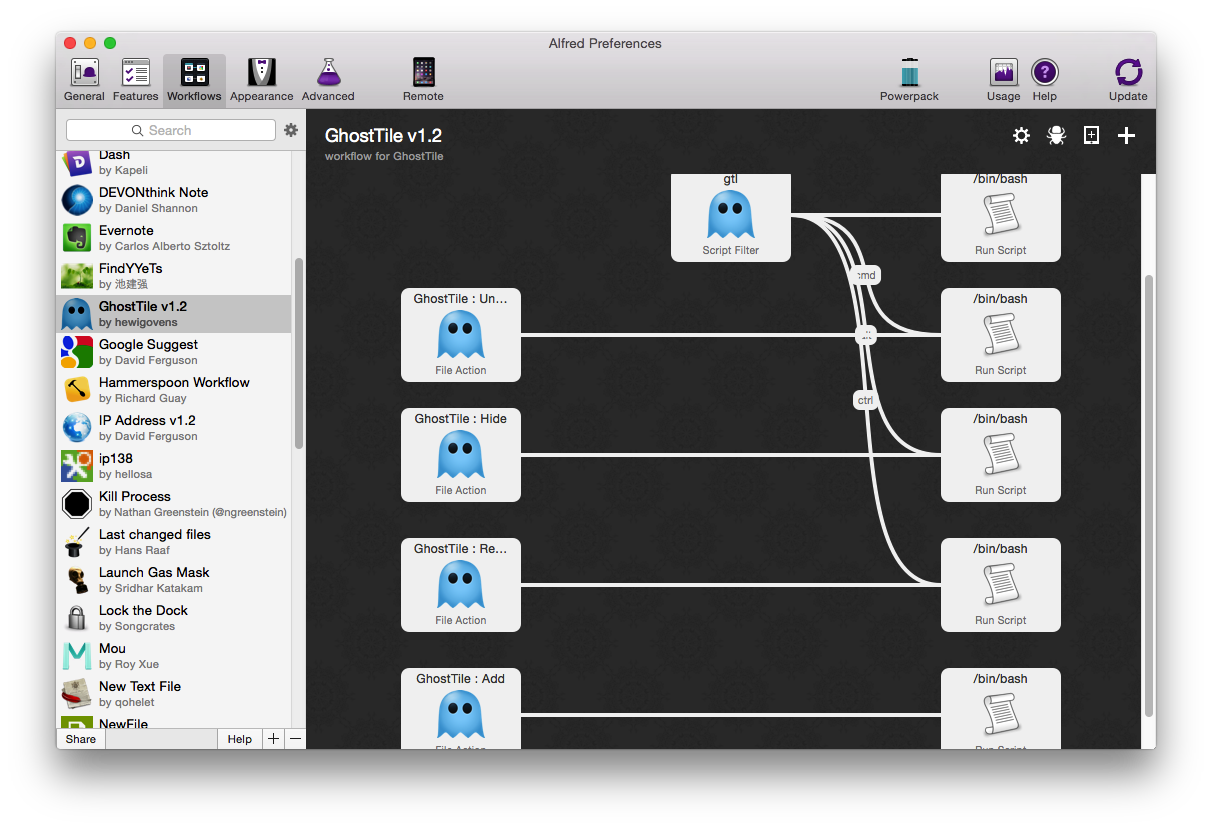 Alfred Preferences
General
Features
Workflows
Appearance
Advanced
Remote
Powerpack
Usage
Help
Update
Search
Dash
by Kapeli
DEVONthink Note
by Daniel Shannon
Evernote
by Carlos Alberto Sztoltz
FindYYeTs
by 池建强
GhostTile v1.2
by hewigovens
Google Suggest
by David Ferguson
Hammerspoon Workflow
by Richard Guay
IP Address v1.2
by David Ferguson
ip138
by hellosa
Kill Process
by Nathan Greenstein (@ngreenstein)
Last changed files
by Hans Raaf
Launch Gas Mask
by Sridhar Katakam
Lock the Dock
by Songcrates
Mou
by Roy Xue
New Text File
by qohelet
NewFile
Share
Help
GhostTile v1.2
workflow for GhostTile
gtl
Script Filter
/bin/bash
Run Script
cmd
GhostTile : Un...
File Action
/bin/bash
Run Script
ctrl
GhostTile : Hide
File Action
/bin/bash
Run Script
GhostTile : Re...
File Action
/bin/bash
Run Script
GhostTile : Add
File Action
/bin/bash
Run Script